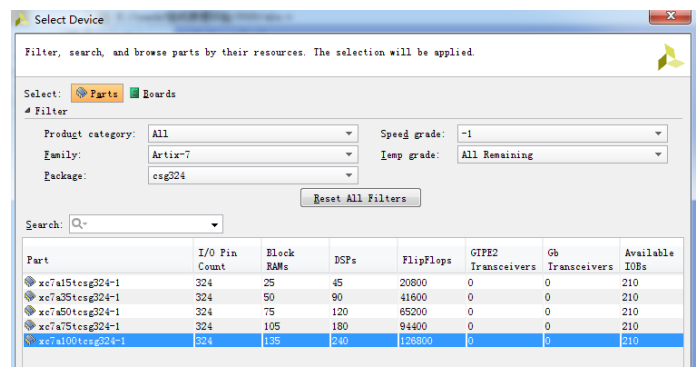 Select Device
Filter, search, and browse parts by their resources. The selection will be applied.
Select: Parts Boards
Filter
Product category: All Speed grade: -1
Family: Artix-7 Temp grade: All Remaining
Package: csg324
Reset All Filters
Search:
Part I/O Pin Count Block RAMs DSPs FlipFlops GTPE2 Transceivers Gb Transceivers Available IOBs
xc7a15tcsg324-1 324 25 45 20800 0 0 210
xc7a35tcsg324-1 324 50 90 41600 0 0 210
xc7a50tcsg324-1 324 75 120 65200 0 0 210
xc7a75tcsg324-1 324 105 180 94400 0 0 210
xc7a100tcsg324-1 324 135 240 126800 0 0 210